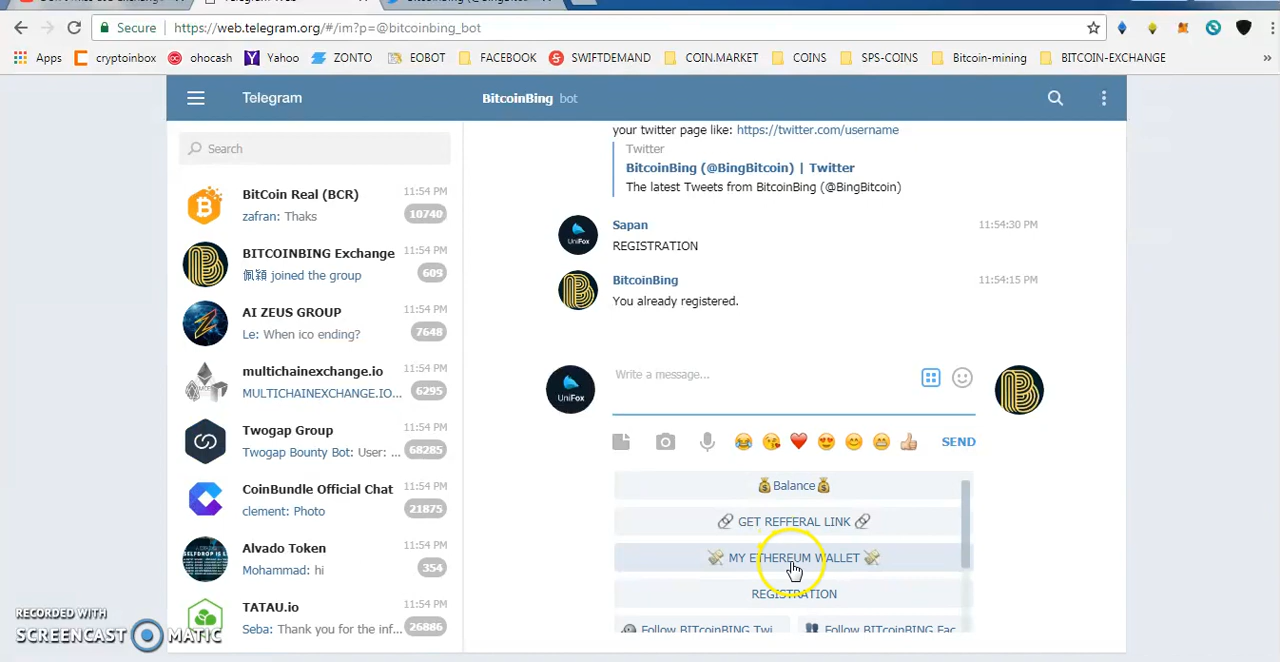 Secure https://web.telegram.org/#/im?p=@bitcoinbing_bot
Apps cryptoinbox ohocash Yahoo ZONTO EOBOT FACEBOOK SWIFTDEMAND COIN.MARKET COINS SPS-COINS Bitcoin-mining BITCOIN-EXCHANGE »
Telegram
BitcoinBing bot
Search
BitCoin Real (BCR) 11:54 PM
zafran: Thaks 10740
BITCOINBING Exchange 11:54 PM
佩穎 joined the group 609
AI ZEUS GROUP 11:54 PM
Le: When ico ending? 7648
multichainexchange.io 11:54 PM
MULTICHAINEXCHANGE.IO... 6295
Twogap Group 11:54 PM
Twogap Bounty Bot: User: ... 68285
CoinBundle Official Chat 11:54 PM
clement: Photo 21875
Alvado Token 11:54 PM
Mohammad: hi 354
TATAU.io 11:54 PM
Seba: Thank you for the inf... 26886
your twitter page like: https://twitter.com/username
Twitter
BitcoinBing (@BingBitcoin) | Twitter
The latest Tweets from BitcoinBing (@BingBitcoin)
Sapan 11:54:30 PM
REGISTRATION
UniFox
BitcoinBing 11:54:15 PM
You already registered.
Write a message...
UniFox
SEND
💰Balance💰
🔗 GET REFFERAL LINK 🔗
💸 MY ETHEREUM WALLET 💸
REGISTRATION
Follow BITcoinBING Twi...
Follow BITcoinBING Fac...
RECORDED WITH
SCREENCAST MATIC